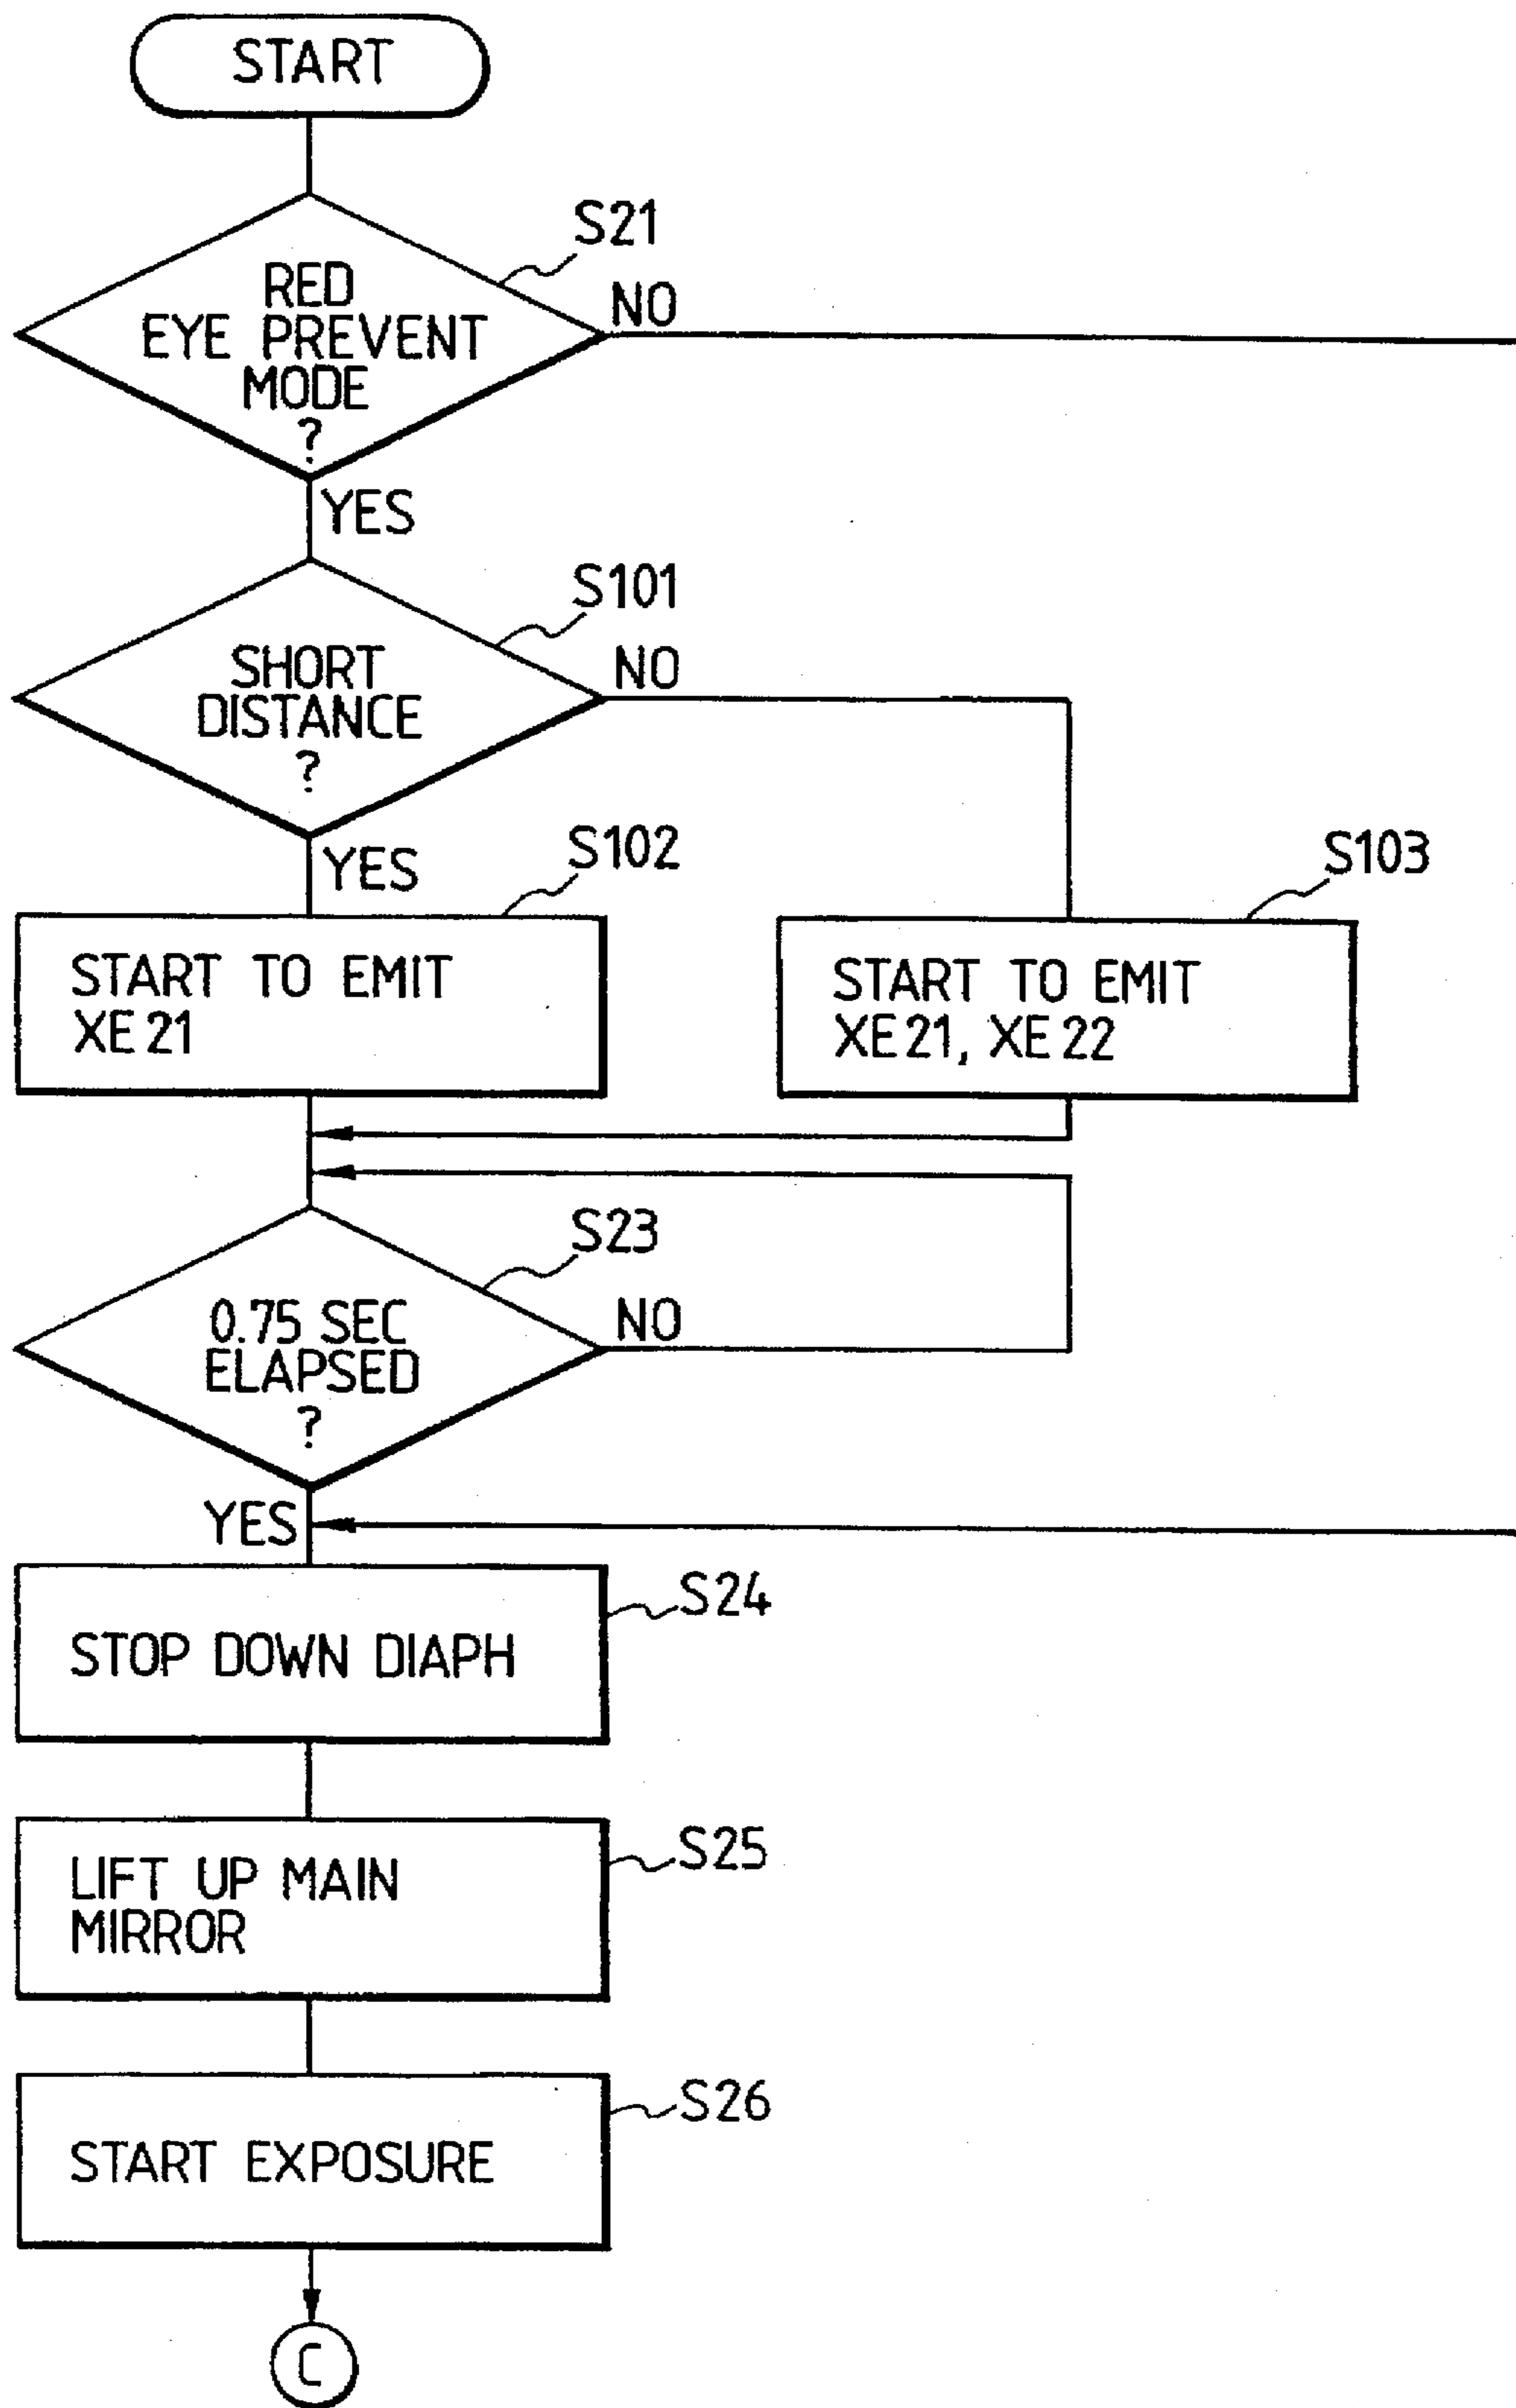 START
S21
RED
EYE PREVENT
MODE
?
NO
YES
S101
SHORT
DISTANCE
?
NO
YES
S102
START TO EMIT
XE21
S103
START TO EMIT
XE21, XE22
S23
0.75 SEC
ELAPSED
?
NO
YES
S24
STOP DOWN DIAPH
S25
LIFT UP MAIN
MIRROR
S26
START EXPOSURE
C